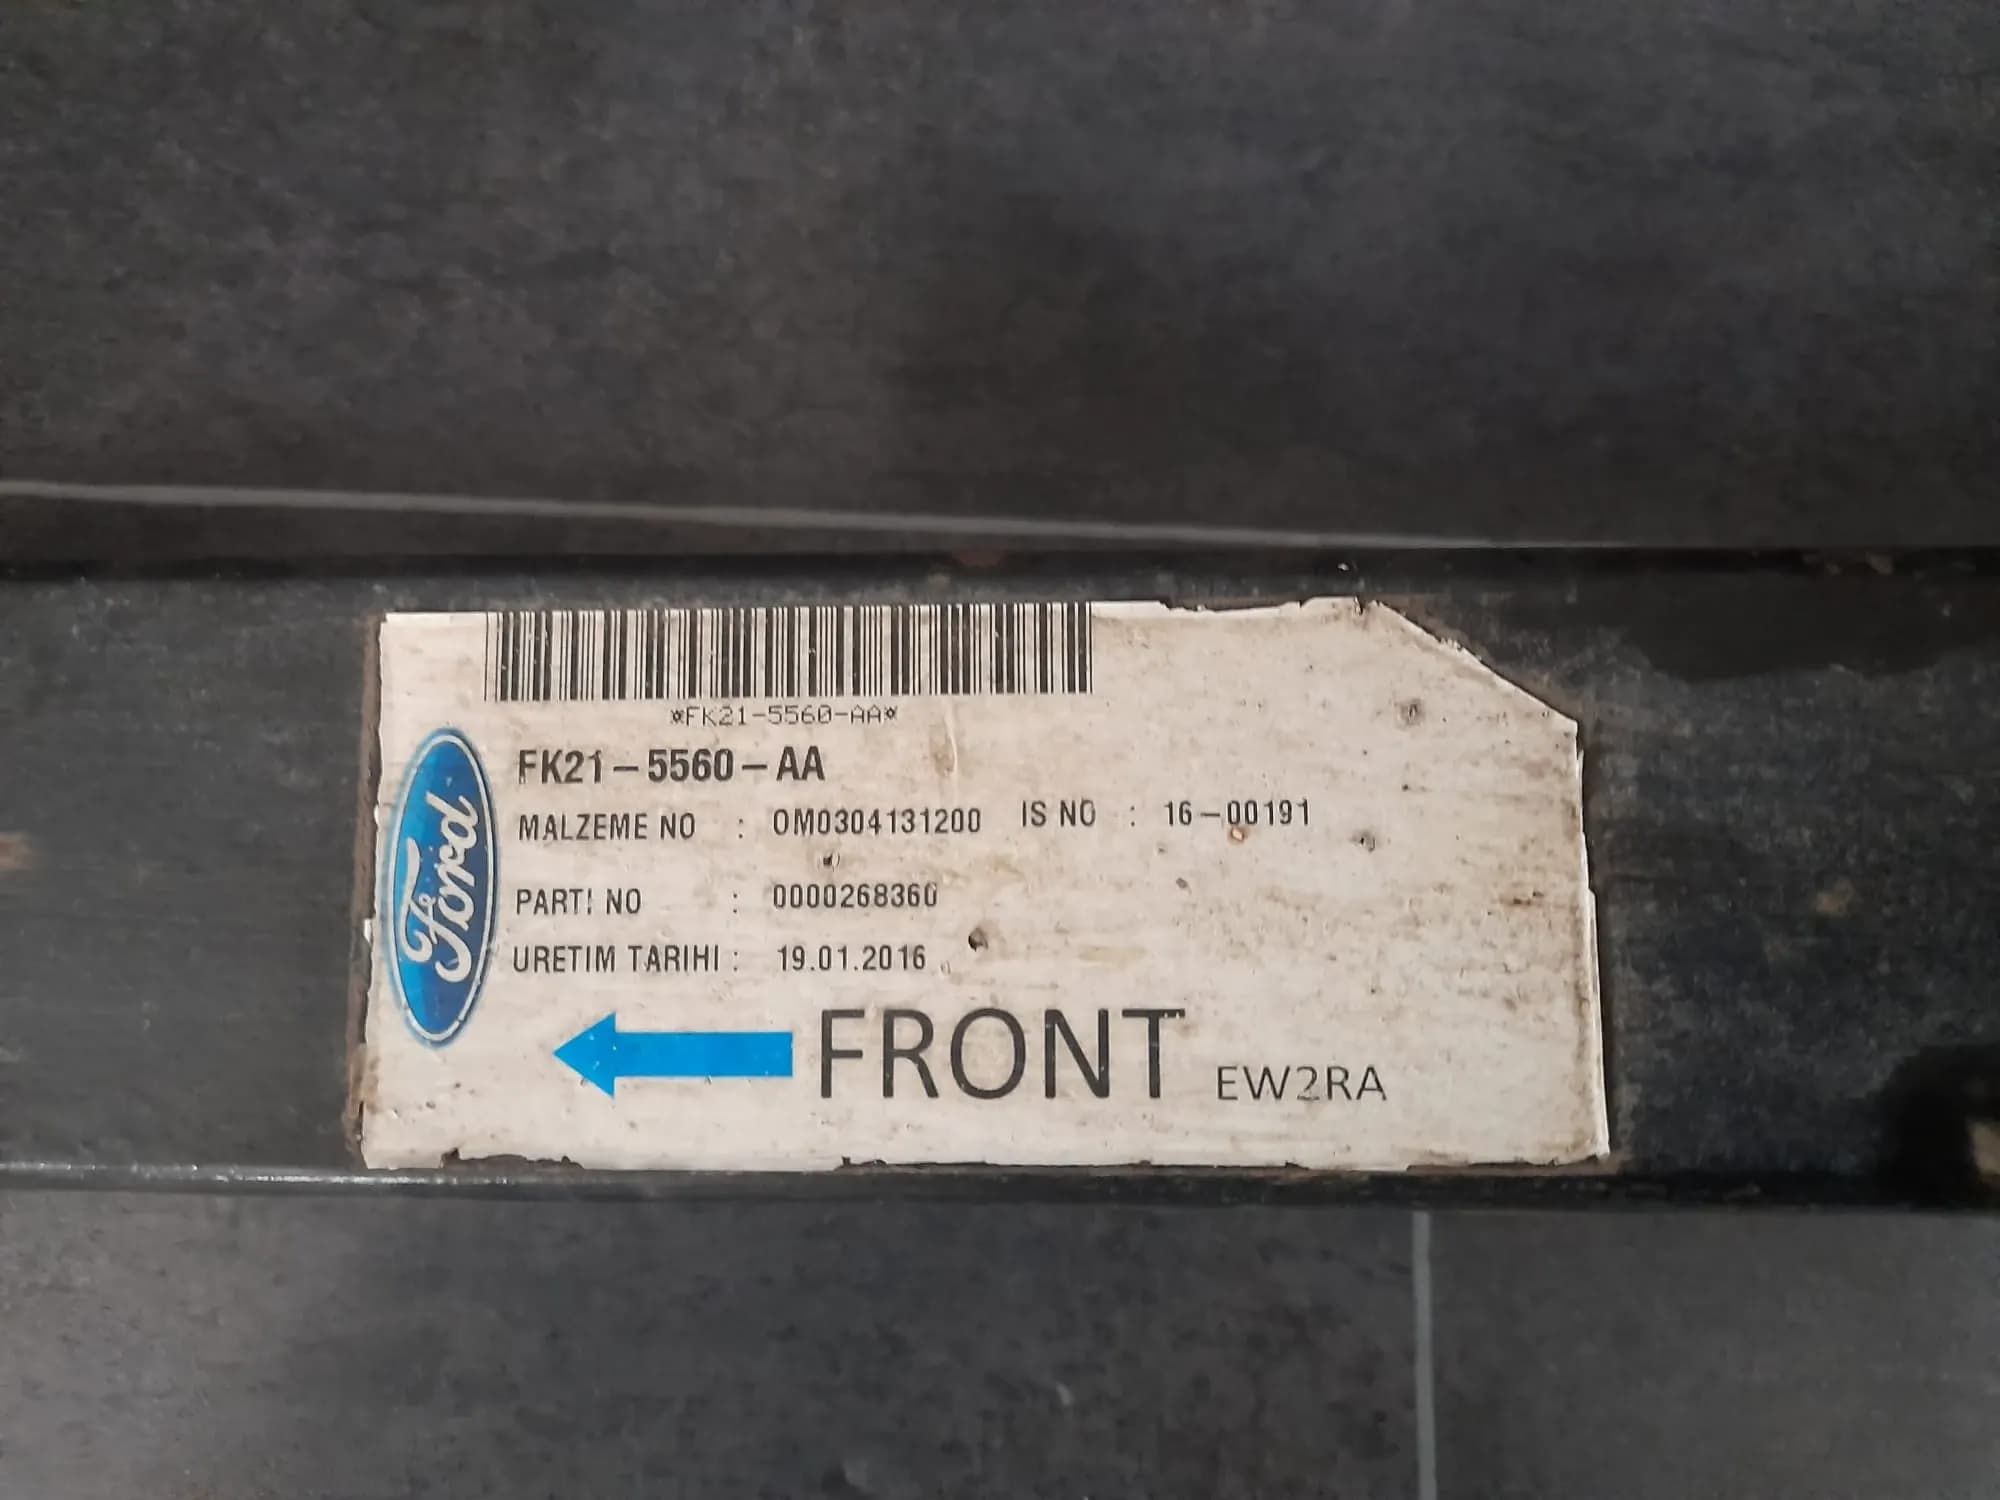 *FK21-5560-AA*
FK21-5560-AA
MALZEME NO : OM0304131200 IS NO : 16-00191
PARTI NO : 0000268360
URETIM TARIHI : 19.01.2016
Ford
FRONT EW2RA